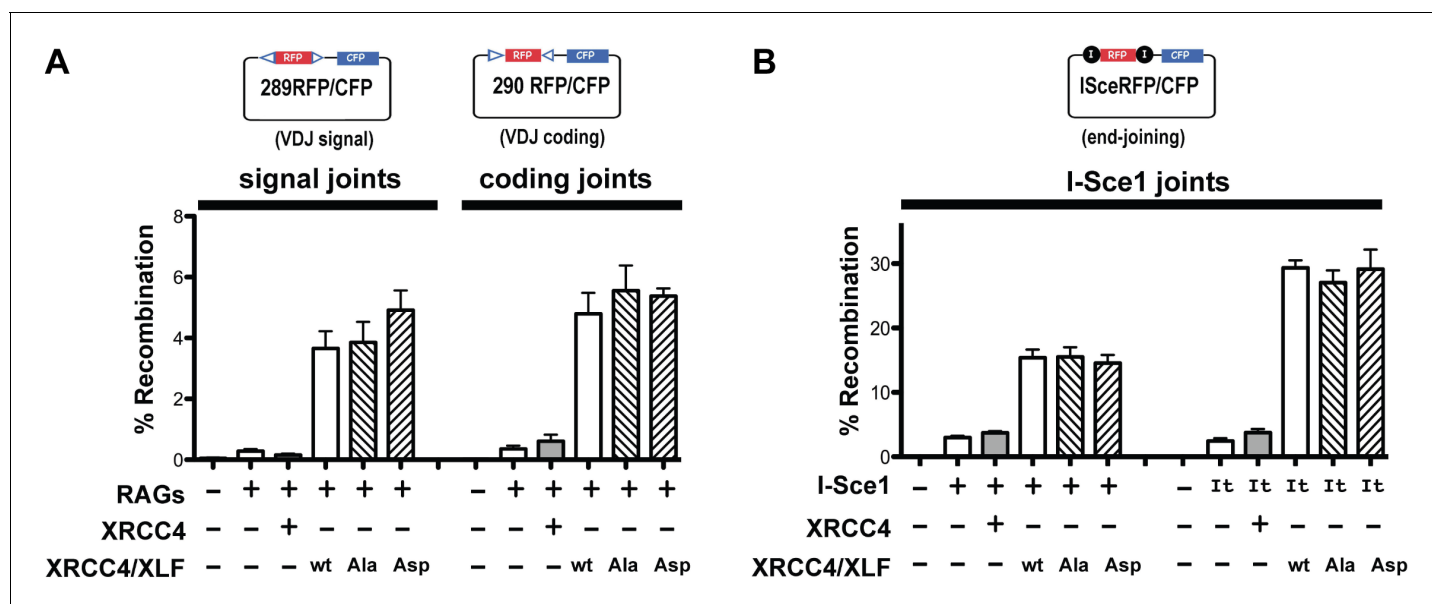 A
RFP CFP
289RFP/CFP
(VDJ signal)
RFP CFP
290 RFP/CFP
(VDJ coding)
signal joints
coding joints
% Recombination
8
6
4
2
0
RAGs – + + + + + – + + + + +
XRCC4 – – + – – – – – + – – –
XRCC4/XLF – – – wt Ala Asp – – – wt Ala Asp
B
I RFP I CFP
ISceRFP/CFP
(end-joining)
I-Sce1 joints
% Recombination
30
20
10
0
I-Sce1 – + + + + + – It It It It It
XRCC4 – – + – – – – – + – – –
XRCC4/XLF – – – wt Ala Asp – – – wt Ala Asp